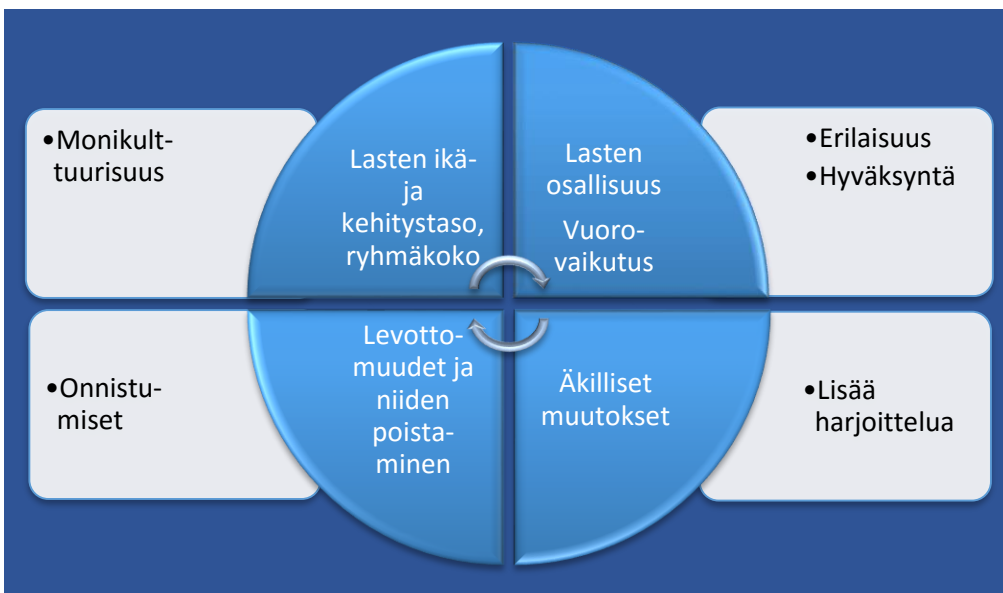 •Monikult-
tuurisuus
Lasten ikä-
ja
kehitystaso,
ryhmäkoko
Lasten
osallisuus
Vuoro-
vaikutus
•Erilaisuus
•Hyväksyntä
•Onnistu-
miset
Levotto-
muudet ja
niiden
poista-
minen
Äkilliset
muutokset
•Lisää
harjoittelua